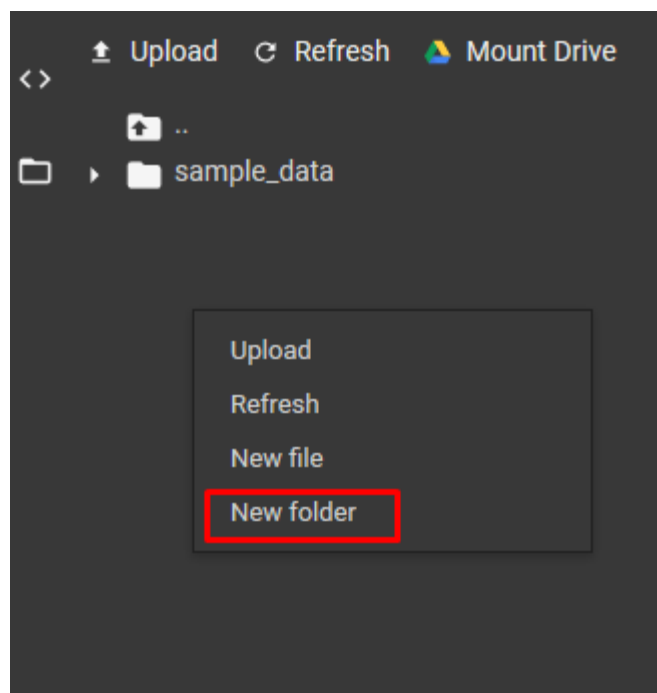 Upload Refresh Mount Drive
<>
..
sample_data
Upload
Refresh
New file
New folder